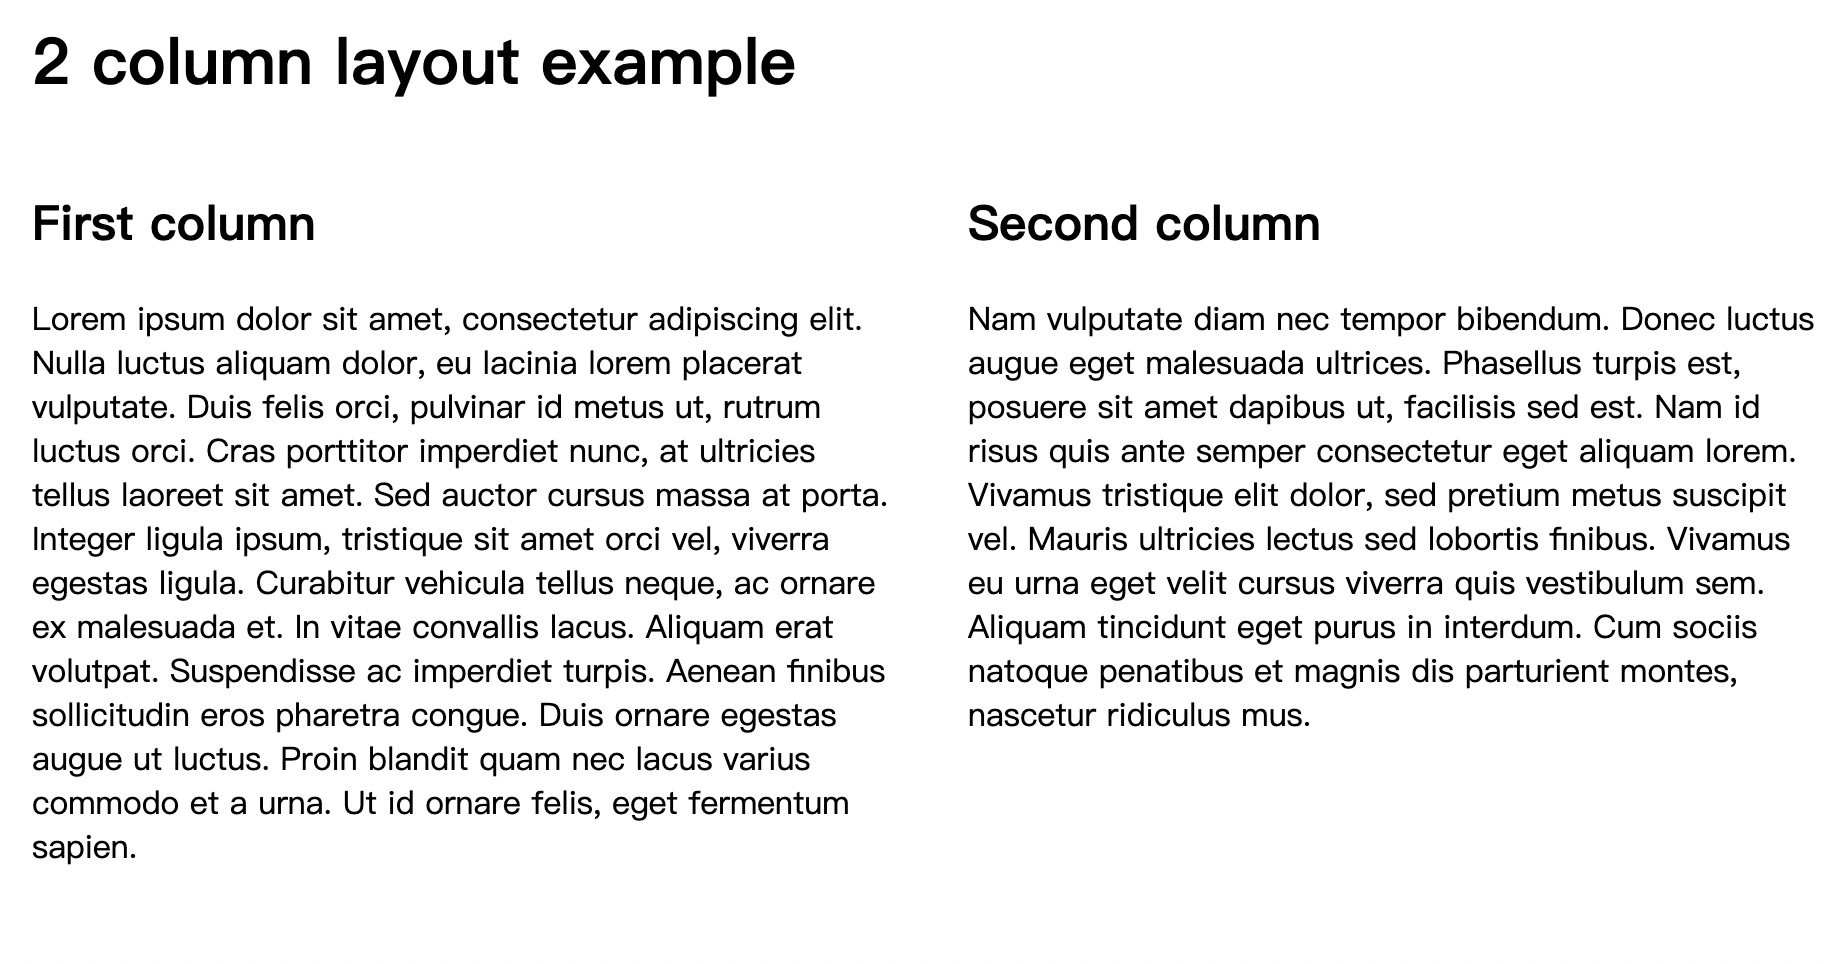 2 column layout example
First column
Lorem ipsum dolor sit amet, consectetur adipiscing elit.
Nulla luctus aliquam dolor, eu lacinia lorem placerat
vulputate. Duis felis orci, pulvinar id metus ut, rutrum
luctus orci. Cras porttitor imperdiet nunc, at ultricies
tellus laoreet sit amet. Sed auctor cursus massa at porta.
Integer ligula ipsum, tristique sit amet orci vel, viverra
egestas ligula. Curabitur vehicula tellus neque, ac ornare
ex malesuada et. In vitae convallis lacus. Aliquam erat
volutpat. Suspendisse ac imperdiet turpis. Aenean finibus
sollicitudin eros pharetra congue. Duis ornare egestas
augue ut luctus. Proin blandit quam nec lacus varius
commodo et a urna. Ut id ornare felis, eget fermentum
sapien.
Second column
Nam vulputate diam nec tempor bibendum. Donec luctus
augue eget malesuada ultrices. Phasellus turpis est,
posuere sit amet dapibus ut, facilisis sed est. Nam id
risus quis ante semper consectetur eget aliquam lorem.
Vivamus tristique elit dolor, sed pretium metus suscipit
vel. Mauris ultricies lectus sed lobortis finibus. Vivamus
eu urna eget velit cursus viverra quis vestibulum sem.
Aliquam tincidunt eget purus in interdum. Cum sociis
natoque penatibus et magnis dis parturient montes,
nascetur ridiculus mus.